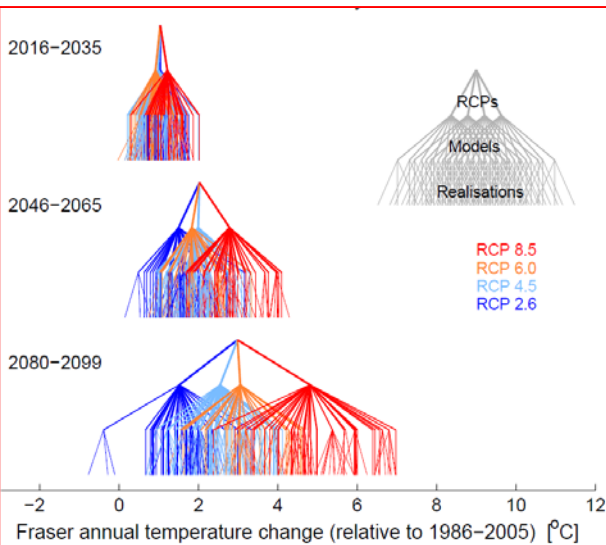 2016−2035
RCPs
Models
Realisations
2046−2065
RCP 8.5
RCP 6.0
RCP 4.5
RCP 2.6
2080−2099
−2 0 2 4 6 8 10 12
Fraser annual temperature change (relative to 1986−2005) [°C]